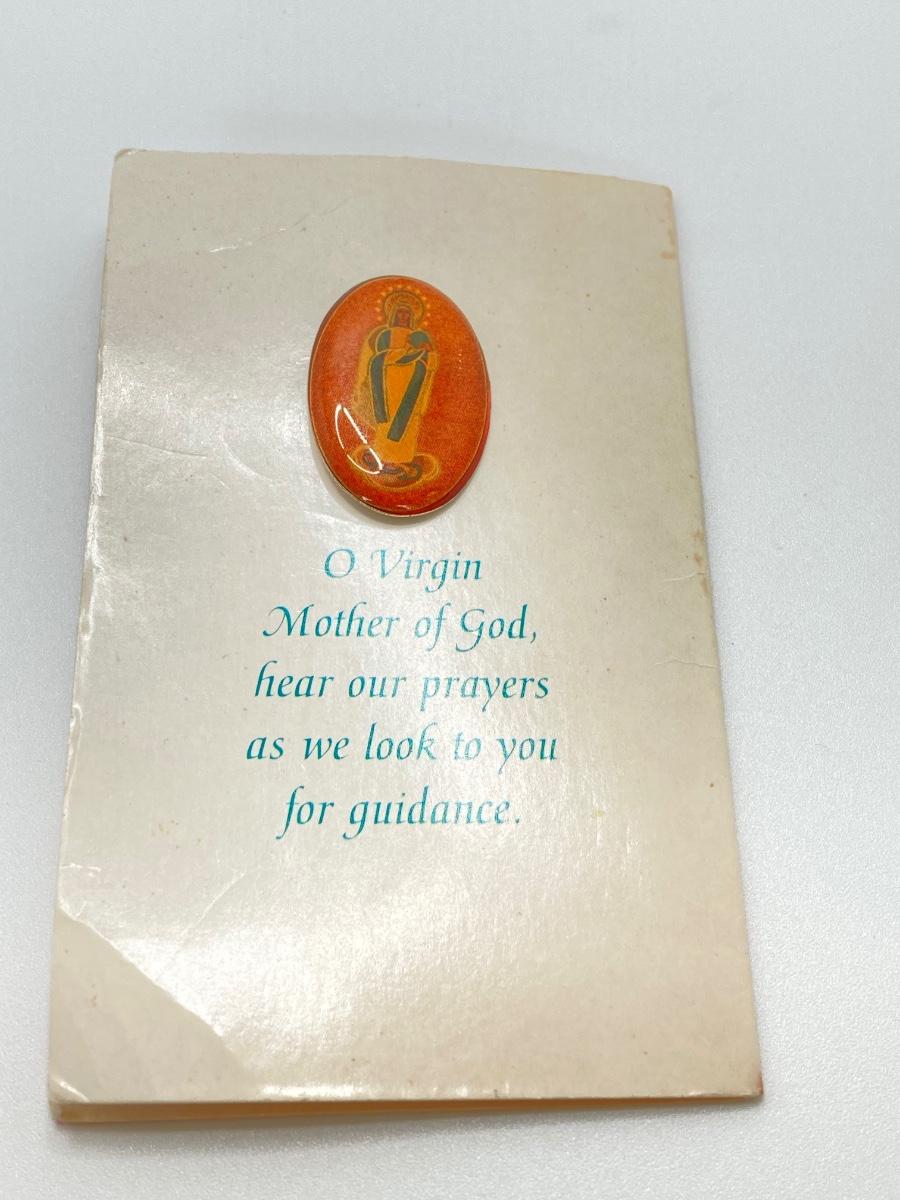 O Virgin
Mother of God,
hear our prayers
as we look to you
for guidance.